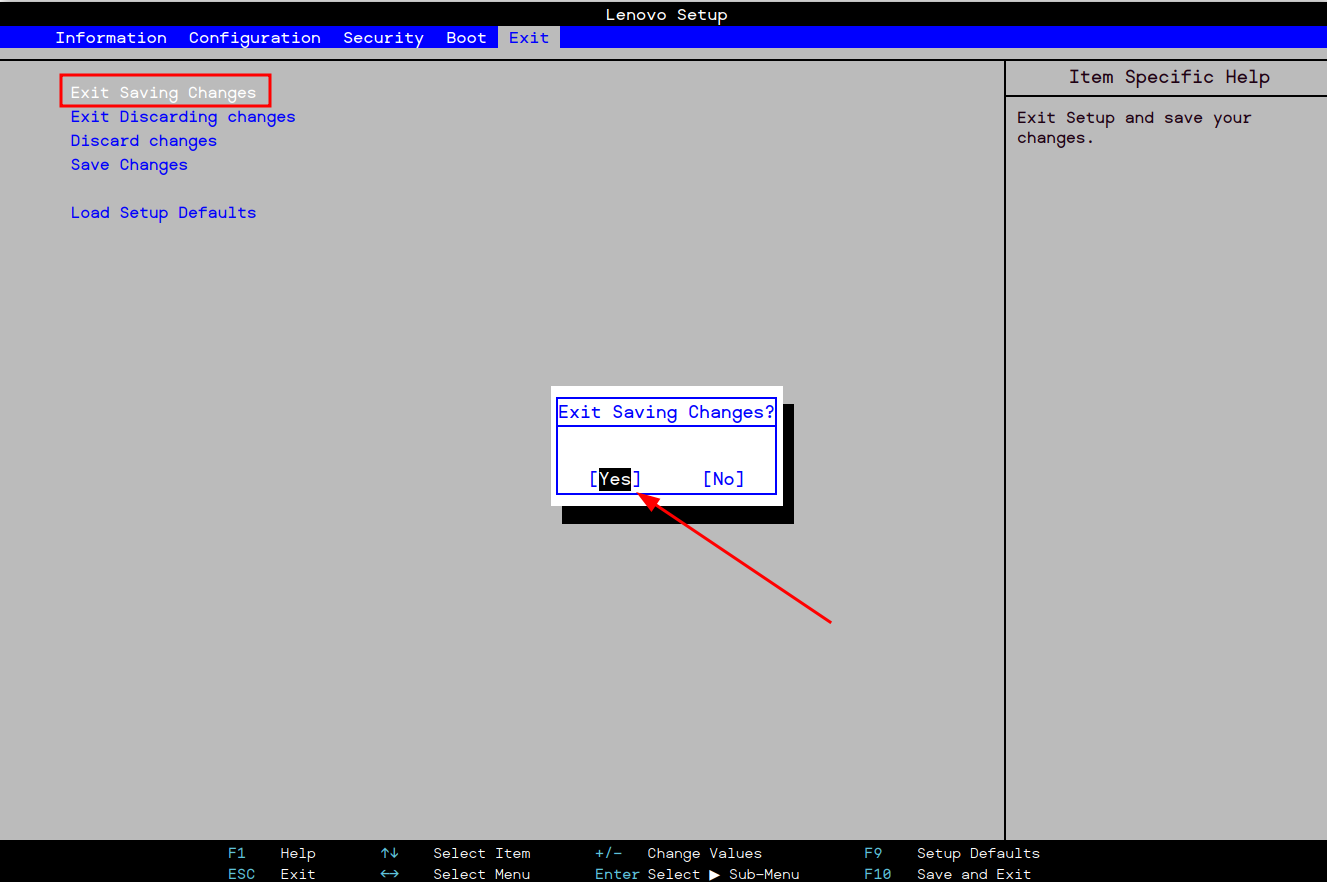 Lenovo Setup
Information Configuration Security Boot Exit
Exit Saving Changes
Exit Discarding changes
Discard changes
Save Changes
Load Setup Defaults
Item Specific Help
Exit Setup and save your
changes.
Exit Saving Changes?
[Yes] [No]
F1 Help ↑↓ Select Item +/- Change Values F9 Setup Defaults
ESC Exit ↔ Select Menu Enter Select ▶ Sub-Menu F10 Save and Exit